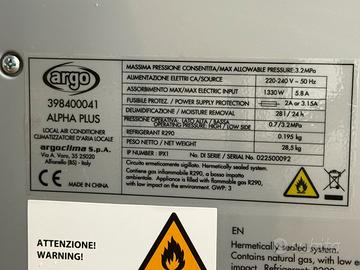 argo
398400041
ALPHA PLUS
LOCAL AIR CONDITIONER
CLIMATIZZATORE D'ARIA LOCALE
argoclima s.p.A.
Via A. Varo, 35 25020
Alfianello (BS) - Italy
MADE IN CHINA
MASSIMA PRESSIONE CONSENTITA/MAX ALLOWABLE PRESSURE: 3.2MPa
ALIMENTAZIONE ELETTRICA/SOURCE 220-240 V ~ 50 Hz
ASSORBIMENTO MAX/MAX ELECTRIC INPUT 1330 W 5.8 A
FUSIBILE PROTEZ. / POWER SUPPLY PROTECTION 2A or 3.15A
DEUMIDIFICAZIONE / MOISTURE REMOVAL 28 l / 24 h
PRESSIONE OPERATIVA, LATO ALTA / BASSA
OPERATING PRESSURE: HIGH / LOW SIDE 0.7/3.2MPa
REFRIGERANT R290 0.195 kg
PESO NETTO / NET WEIGHT 28,5 kg
IP NUMBER: IPX1 No. DI SERIE / SERIAL No. 022500092
Circuito ermeticamente sigillato. Hermetically sealed system.
Contiene gas infiammabile R290, a basso impatto
ambientale. Appliance is filled with flammable gas R290,
with low impact on the environment. GWP: 3
ATTENZIONE!
WARNING!
EN
Hermetically sealed system.
Contains natural gas, with low en
impact. Refrigerant R290